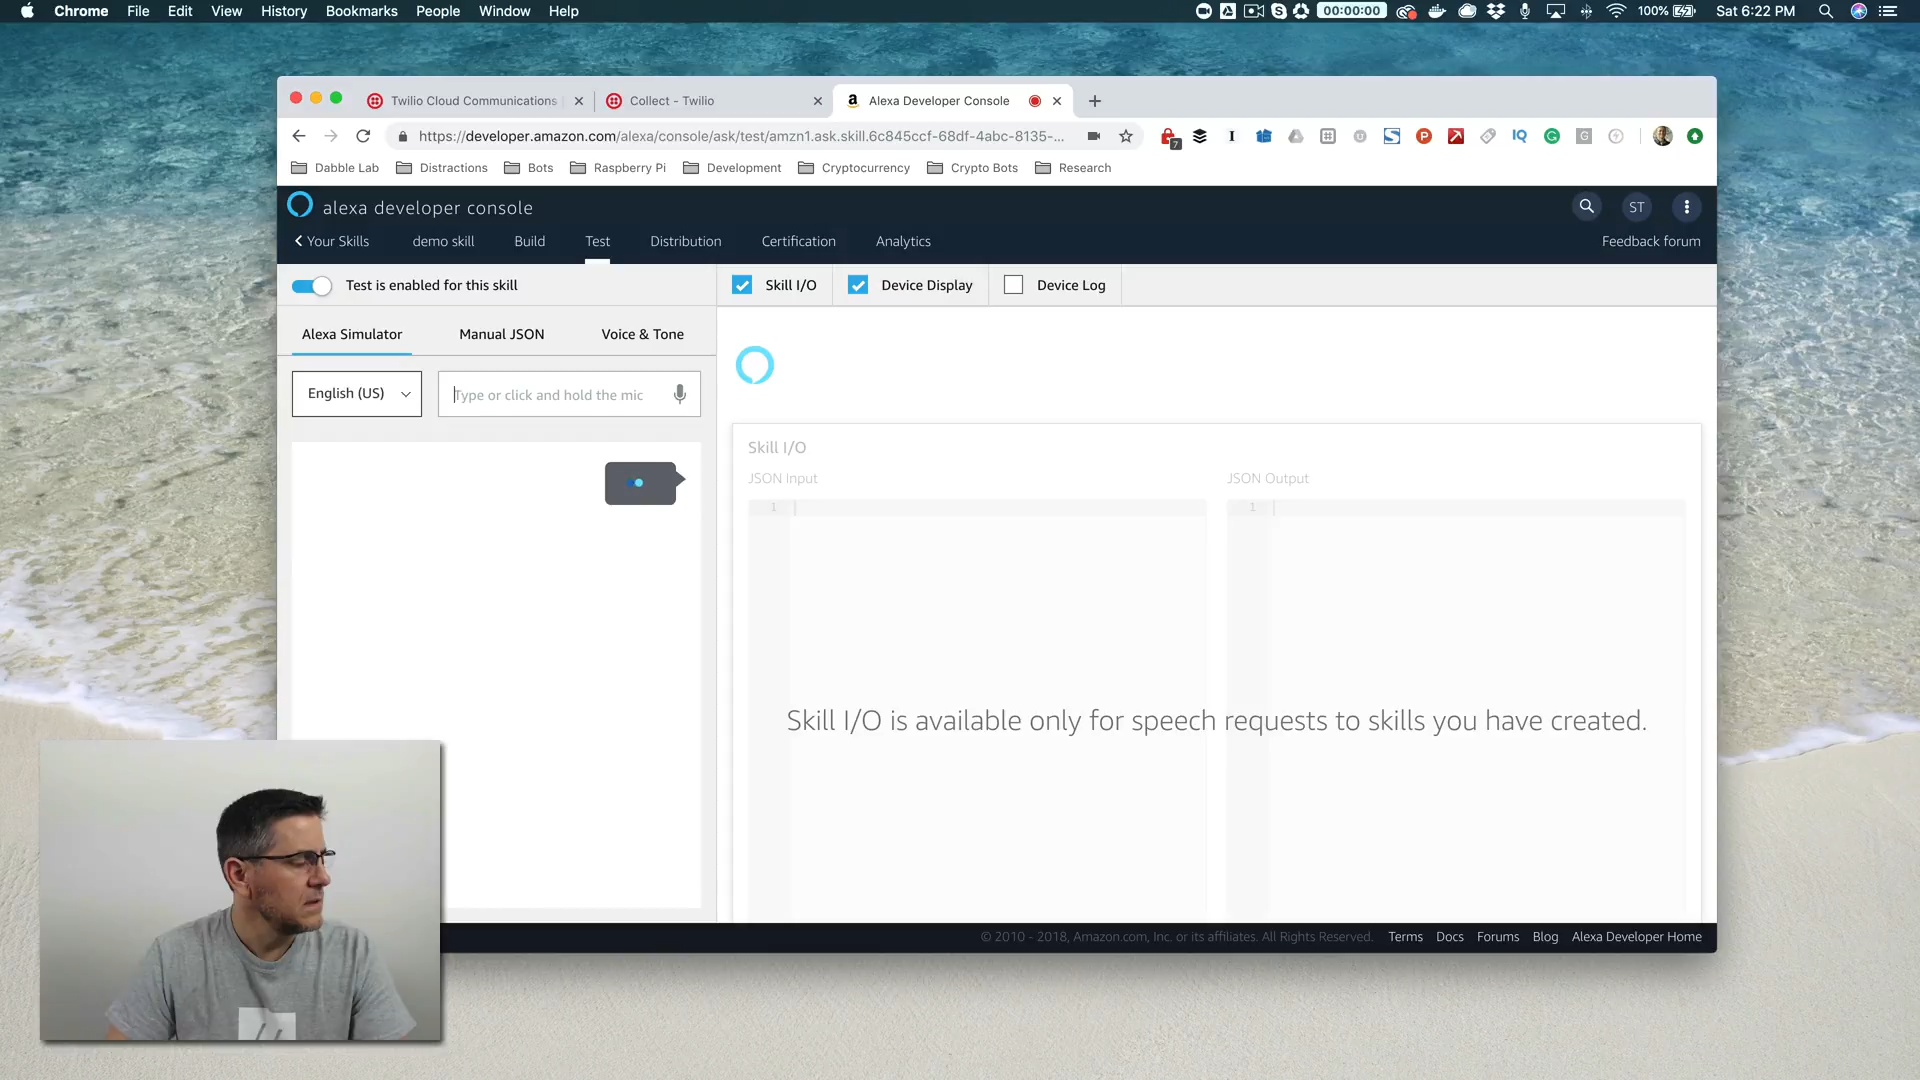 Chrome File Edit View History Bookmarks People Window Help 00:00:00 100% Sat 6:22 PM
Twilio Cloud Communications Collect - Twilio a Alexa Developer Console
https://developer.amazon.com/alexa/console/ask/test/amzn1.ask.skill.6c845ccf-68df-4abc-8135-... 7 I U S P IQ G G
Dabble Lab Distractions Bots Raspberry Pi Development Cryptocurrency Crypto Bots Research
alexa developer console ST
Your Skills demo skill Build Test Distribution Certification Analytics Feedback forum
Test is enabled for this skill Skill I/O Device Display Device Log
Alexa Simulator Manual JSON Voice & Tone
English (US) Type or click and hold the mic
Skill I/O
JSON Input JSON Output
1 1
Skill I/O is available only for speech requests to skills you have created.
© 2010 - 2018, Amazon.com, Inc. or its affiliates. All Rights Reserved. Terms Docs Forums Blog Alexa Developer Home